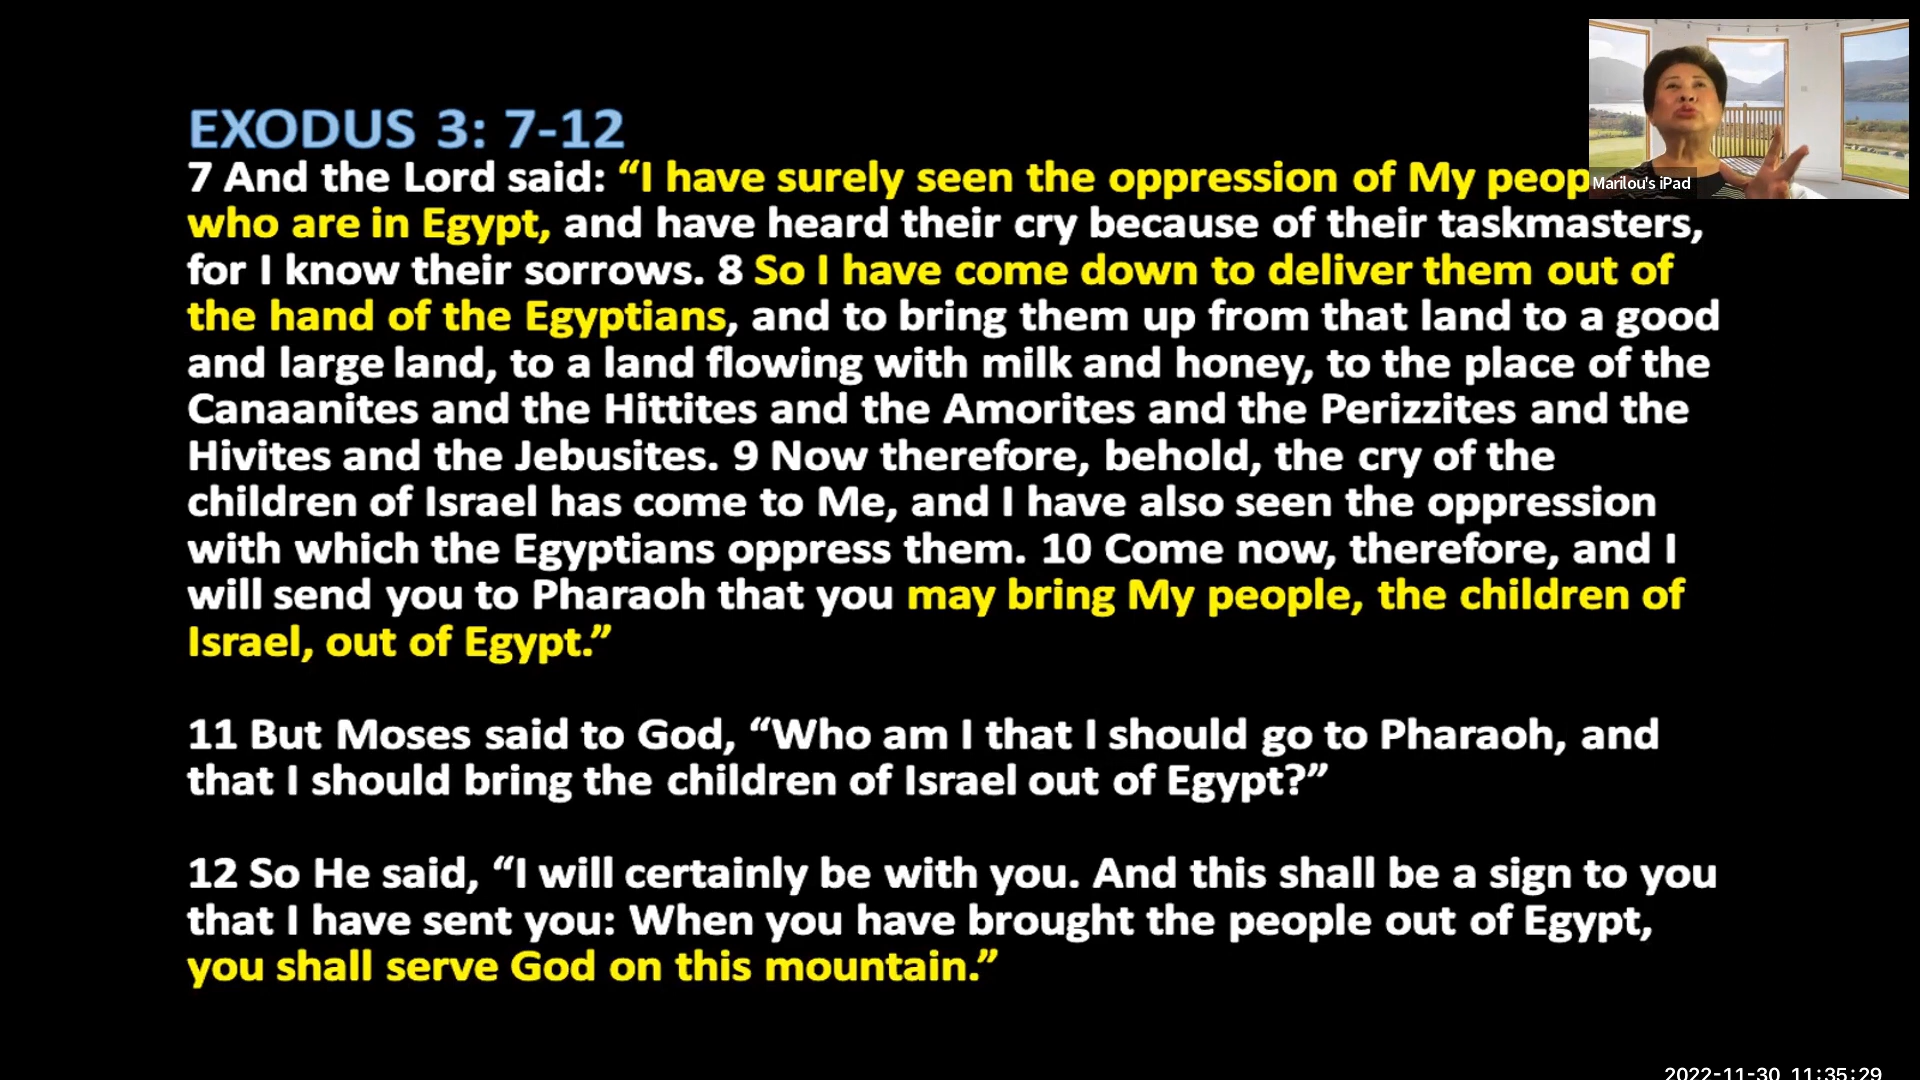 EXODUS 3: 7-12
7 And the Lord said: “I have surely seen the oppression of My peop
who are in Egypt, and have heard their cry because of their taskmasters,
for I know their sorrows. 8 So I have come down to deliver them out of
the hand of the Egyptians, and to bring them up from that land to a good
and large land, to a land flowing with milk and honey, to the place of the
Canaanites and the Hittites and the Amorites and the Perizzites and the
Hivites and the Jebusites. 9 Now therefore, behold, the cry of the
children of Israel has come to Me, and I have also seen the oppression
with which the Egyptians oppress them. 10 Come now, therefore, and I
will send you to Pharaoh that you may bring My people, the children of
Israel, out of Egypt.”
11 But Moses said to God, “Who am I that I should go to Pharaoh, and
that I should bring the children of Israel out of Egypt?”
12 So He said, “I will certainly be with you. And this shall be a sign to you
that I have sent you: When you have brought the people out of Egypt,
you shall serve God on this mountain.”
Marilou's iPad
2022-11-30 11:35:29